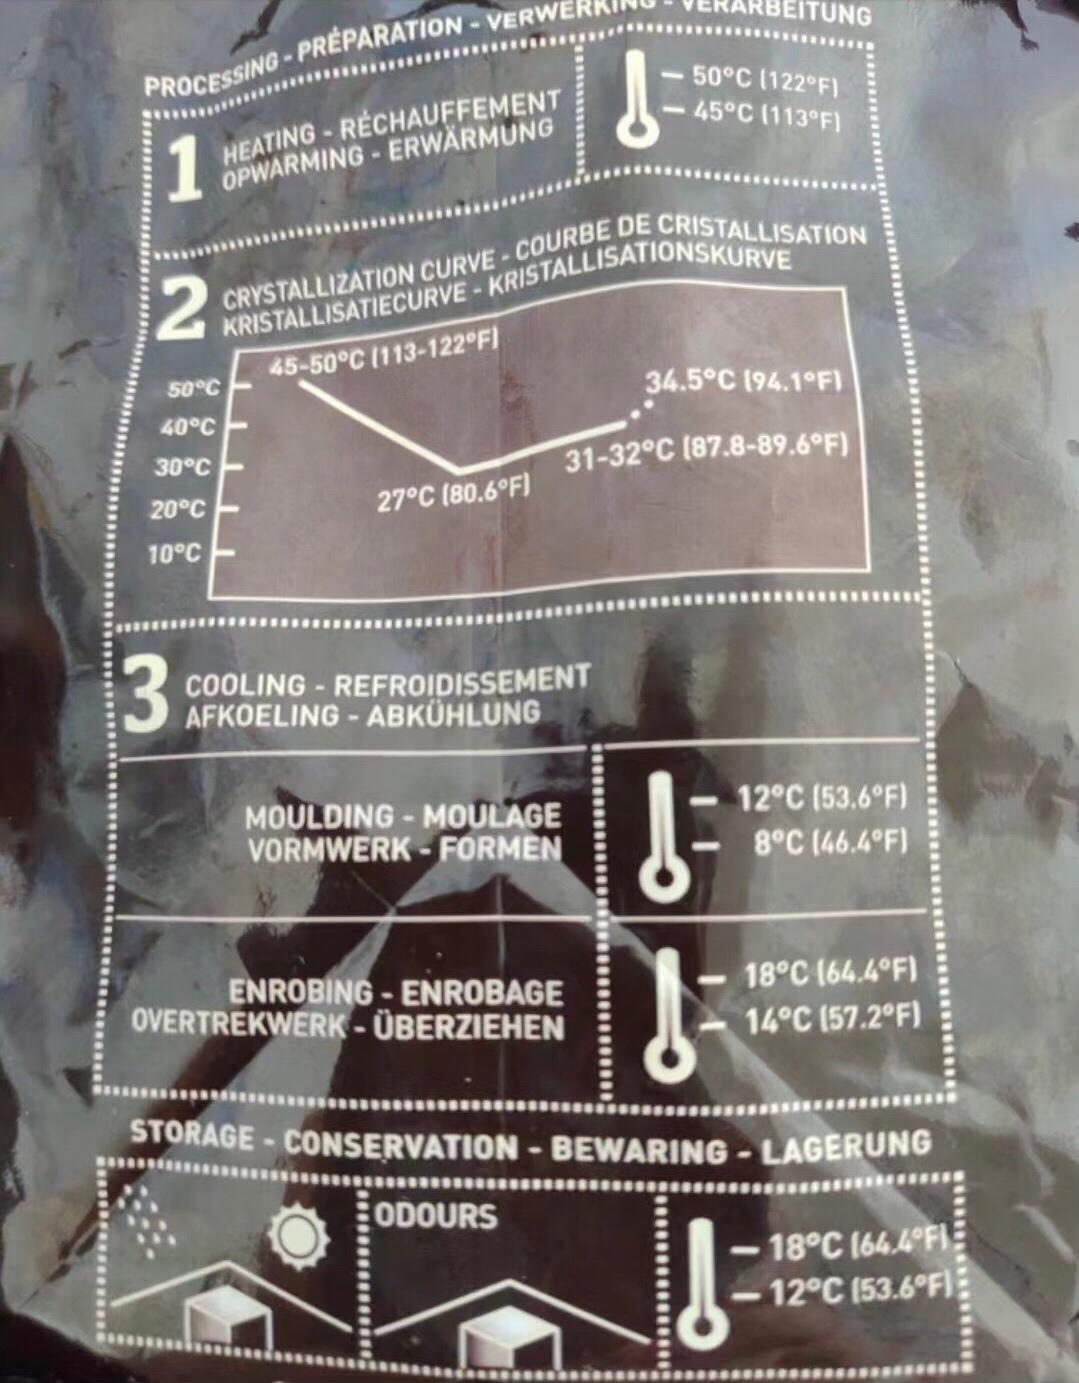 PROCESSING - PRÉPARATION - VERWERKING - VERARBEITUNG
1
HEATING - RÉCHAUFFEMENT
OPWARMING - ERWÄRMUNG
50°C (122°F)
45°C (113°F)
2
CRYSTALLIZATION CURVE - COURBE DE CRISTALLISATION
KRISTALLISATIECURVE - KRISTALLISATIONSKURVE
45-50°C (113-122°F)
50°C
34.5°C (94.1°F)
40°C
31-32°C (87.8-89.6°F)
30°C
27°C (80.6°F)
20°C
10°C
3
COOLING - REFROIDISSEMENT
AFKOELING - ABKÜHLUNG
MOULDING - MOULAGE
VORMWERK - FORMEN
12°C (53.6°F)
8°C (46.4°F)
ENROBING - ENROBAGE
OVERTREKWERK - ÜBERZIEHEN
18°C (64.4°F)
14°C (57.2°F)
STORAGE - CONSERVATION - BEWARING - LAGERUNG
ODOURS
18°C (64.4°F)
12°C (53.6°F)